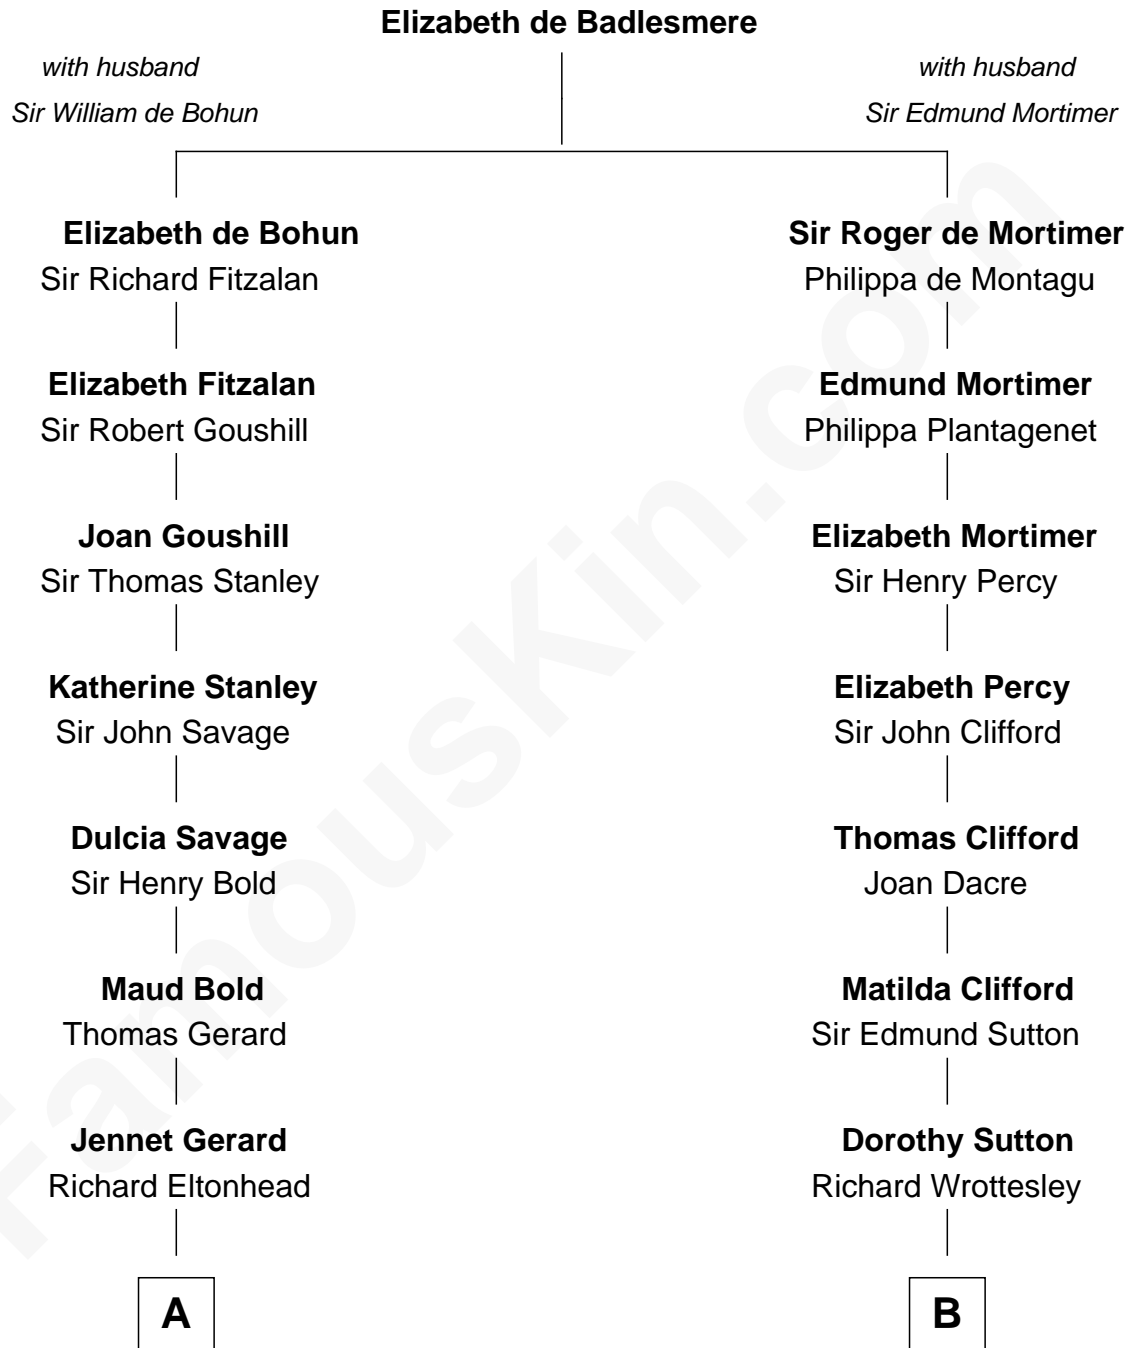 Elizabeth de Badlesmere
with husband
Sir William de Bohun
with husband
Sir Edmund Mortimer
Elizabeth de Bohun
Sir Richard Fitzalan
Sir Roger de Mortimer
Philippa de Montagu
Elizabeth Fitzalan
Sir Robert Goushill
Edmund Mortimer
Philippa Plantagenet
Joan Goushill
Sir Thomas Stanley
Elizabeth Mortimer
Sir Henry Percy
Katherine Stanley
Sir John Savage
Elizabeth Percy
Sir John Clifford
Dulcia Savage
Sir Henry Bold
Thomas Clifford
Joan Dacre
Maud Bold
Thomas Gerard
Matilda Clifford
Sir Edmund Sutton
Jennet Gerard
Richard Eltonhead
Dorothy Sutton
Richard Wrottesley
A
B
FamousKin.com